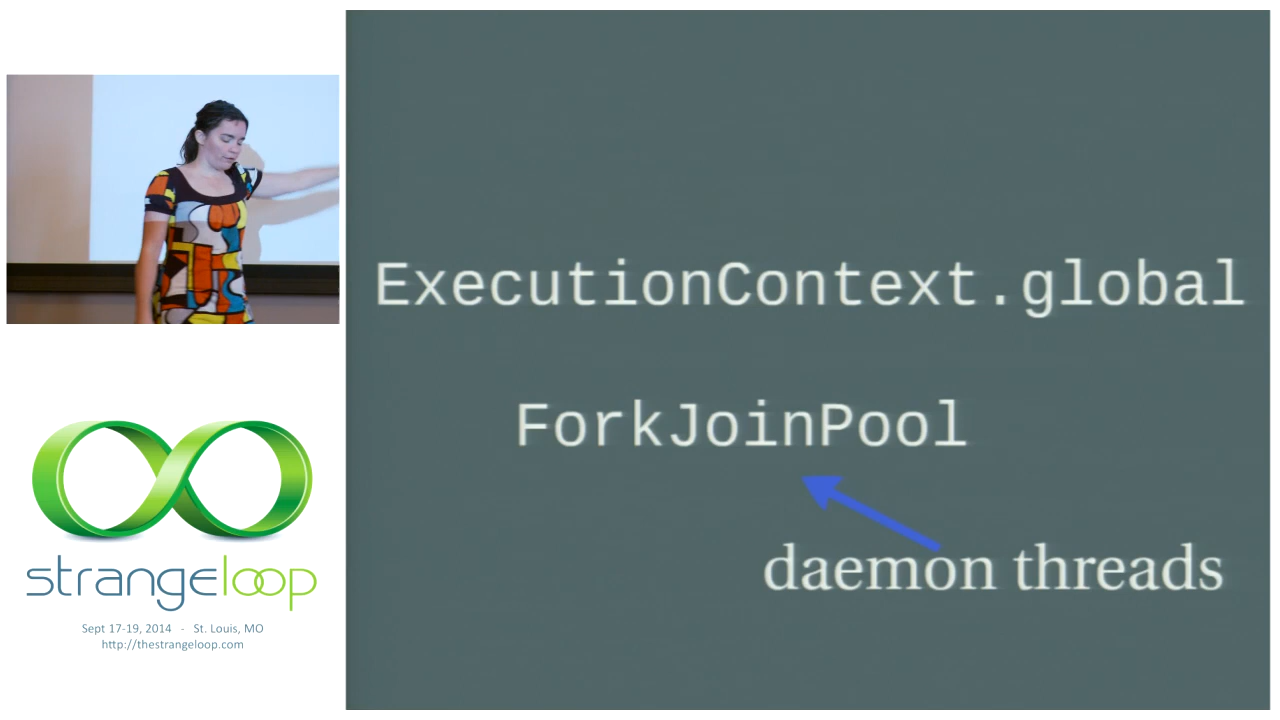 ExecutionContext.global
ForkJoinPool
daemon threads
strangeloop
Sept 17-19, 2014 - St. Louis, MO
http://thestrangeloop.com